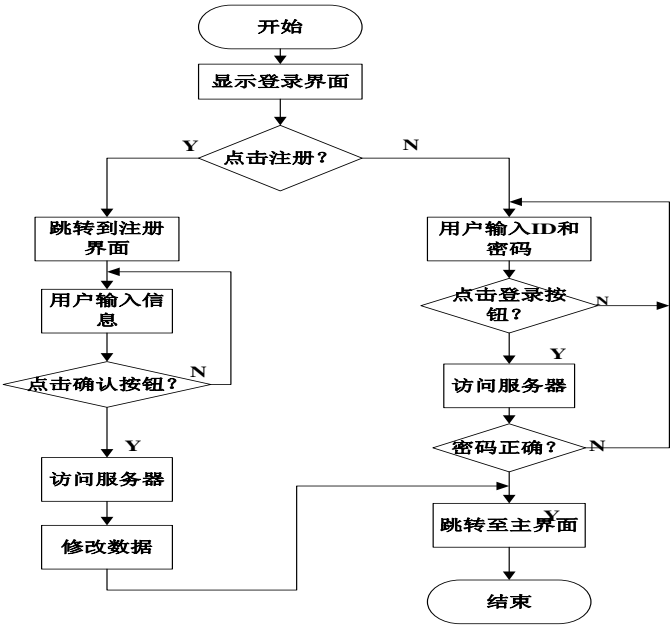 开始
显示登录界面
点击注册?
Y
N
跳转到注册
界面
用户输入信
息
点击确认按钮?
N
Y
访问服务器
修改数据
用户输入ID和
密码
点击登录按
钮?
N
Y
访问服务器
密码正确?
N
Y
跳转至主界面
结束